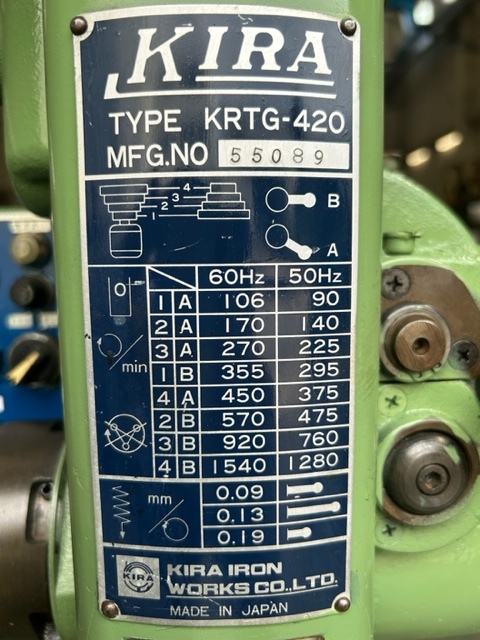 KIRA
TYPE KRTG-420
MFG.NO 55089
4
3
2
1
B
A
60Hz 50Hz
1 A 106 90
2 A 170 140
3 A 270 225
1 B 355 295
4 A 450 375
2 B 570 475
3 B 920 760
4 B 1540 1280
min
mm
0.09
0.13
0.19
KIRA
KIRA IRON
WORKS CO.,LTD.
MADE IN JAPAN